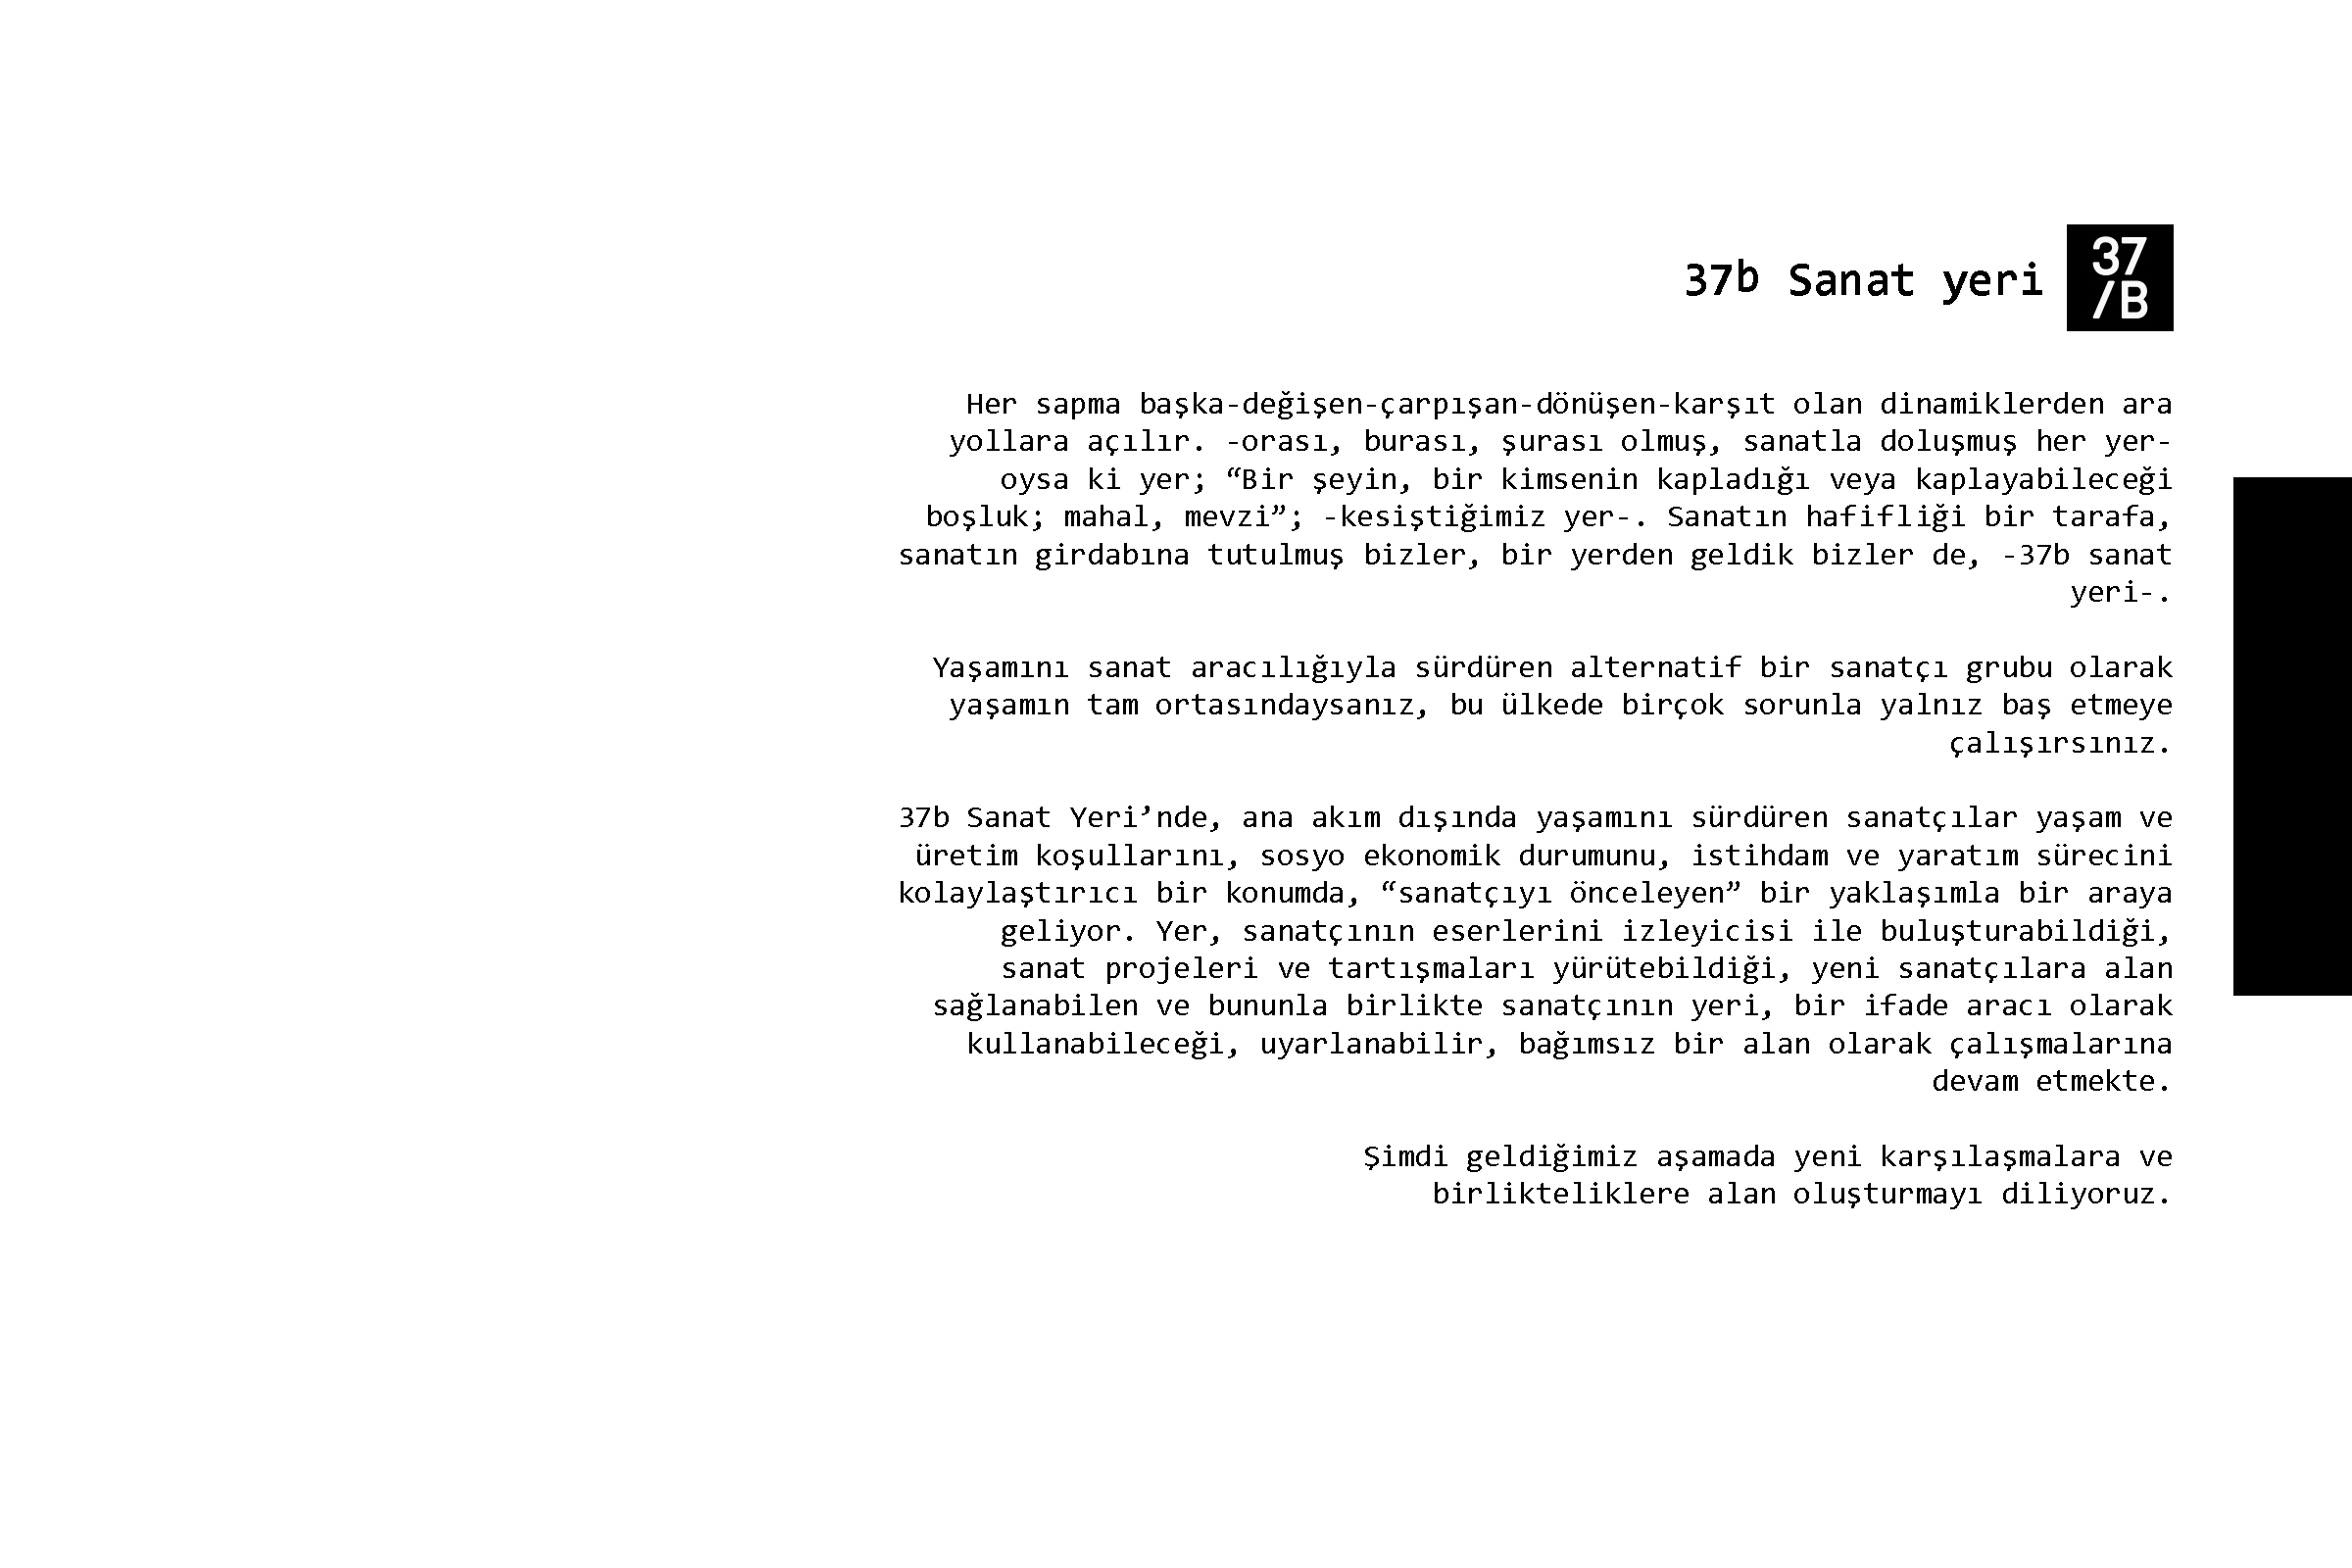 37b Sanat yeri
37
/B
Her sapma başka-değişen-çarpışan-dönüşen-karşıt olan dinamiklerden ara
yollara açılır. -orası, burası, şurası olmuş, sanatla doluşmuş her yer-
oysa ki yer; “Bir şeyin, bir kimsenin kapladığı veya kaplayabileceği
boşluk; mahal, mevzi”; -kesiştiğimiz yer-. Sanatın hafifliği bir tarafa,
sanatın girdabına tutulmuş bizler, bir yerden geldik bizler de, -37b sanat
yeri-.
Yaşamını sanat aracılığıyla sürdüren alternatif bir sanatçı grubu olarak
yaşamın tam ortasındaysanız, bu ülkede birçok sorunla yalnız baş etmeye
çalışırsınız.
37b Sanat Yeri’nde, ana akım dışında yaşamını sürdüren sanatçılar yaşam ve
üretim koşullarını, sosyo ekonomik durumunu, istihdam ve yaratım sürecini
kolaylaştırıcı bir konumda, “sanatçıyı önceleyen” bir yaklaşımla bir araya
geliyor. Yer, sanatçının eserlerini izleyicisi ile buluşturabildiği,
sanat projeleri ve tartışmaları yürütebildiği, yeni sanatçılara alan
sağlanabilen ve bununla birlikte sanatçının yeri, bir ifade aracı olarak
kullanabileceği, uyarlanabilir, bağımsız bir alan olarak çalışmalarına
devam etmekte.
Şimdi geldiğimiz aşamada yeni karşılaşmalara ve
birlikteliklere alan oluşturmayı diliyoruz.